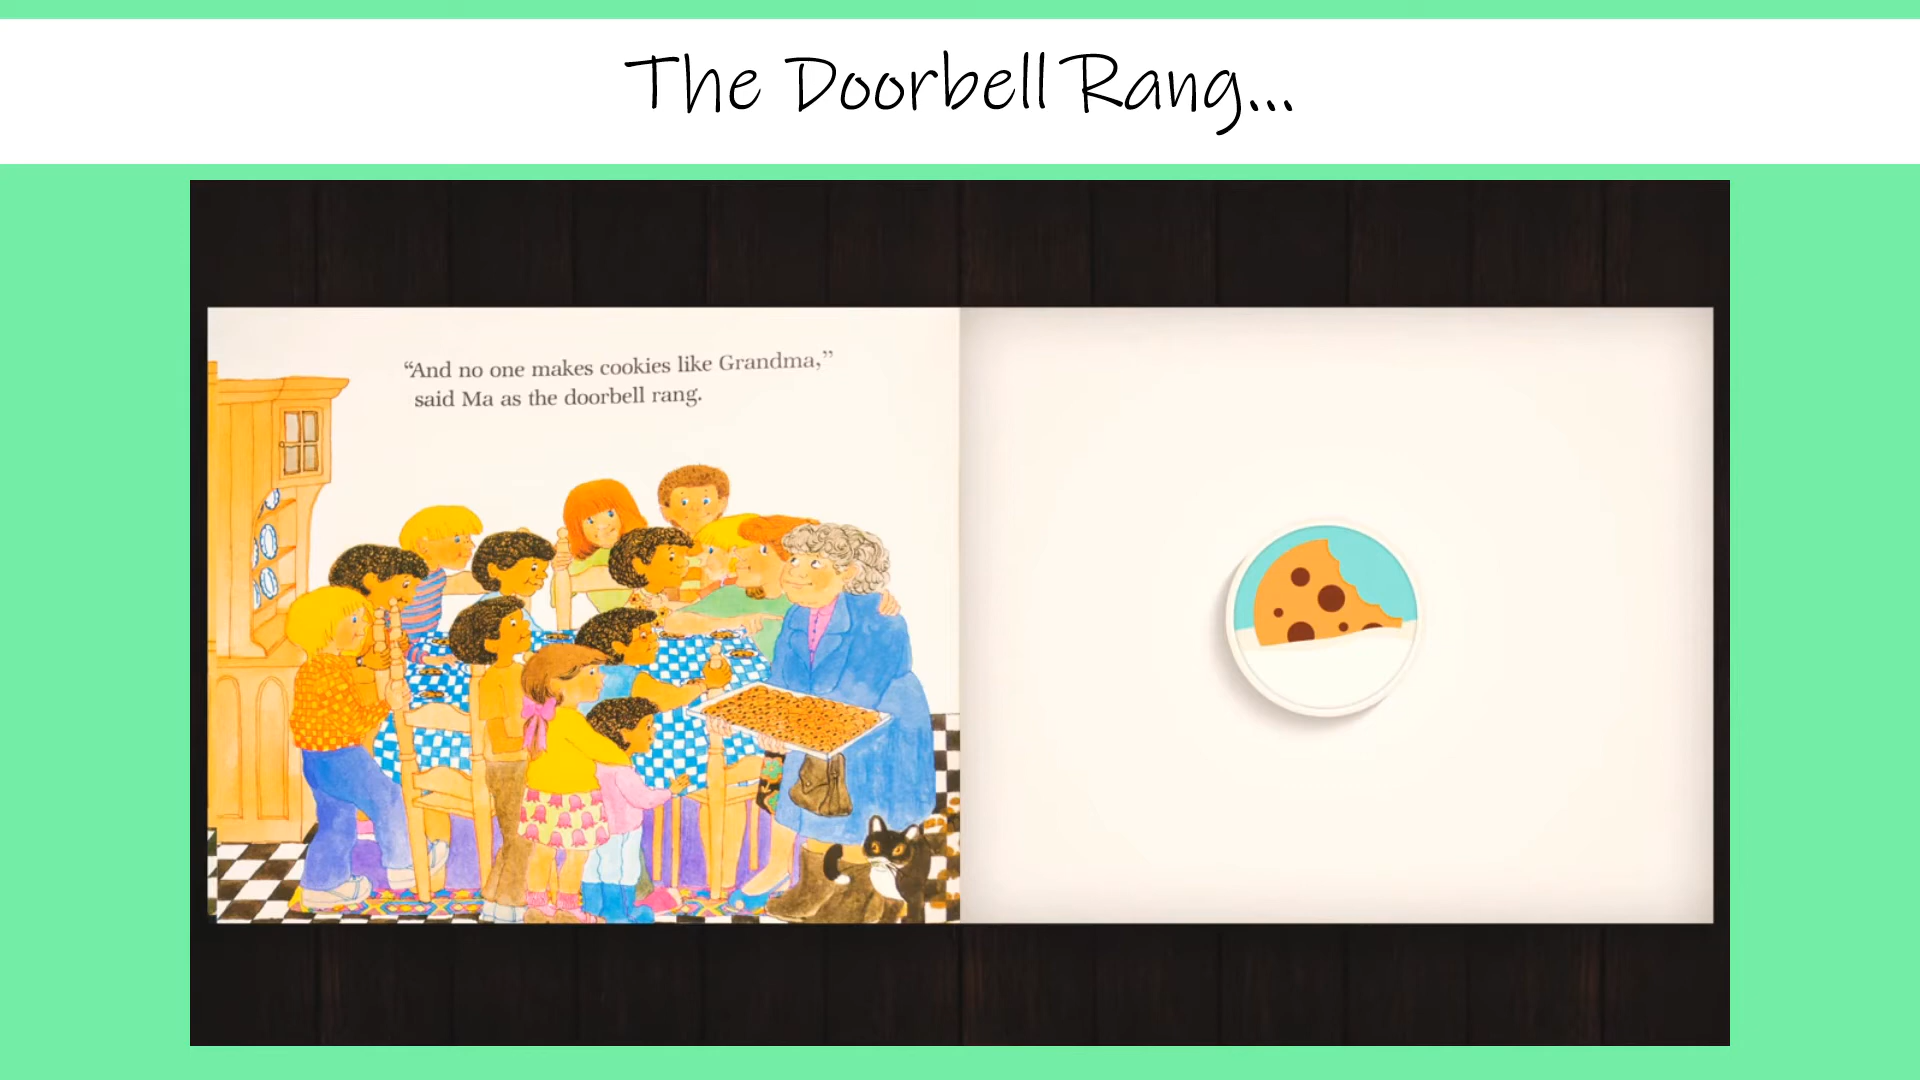 The Doorbell Rang...
“And no one makes cookies like Grandma,”
said Ma as the doorbell rang.